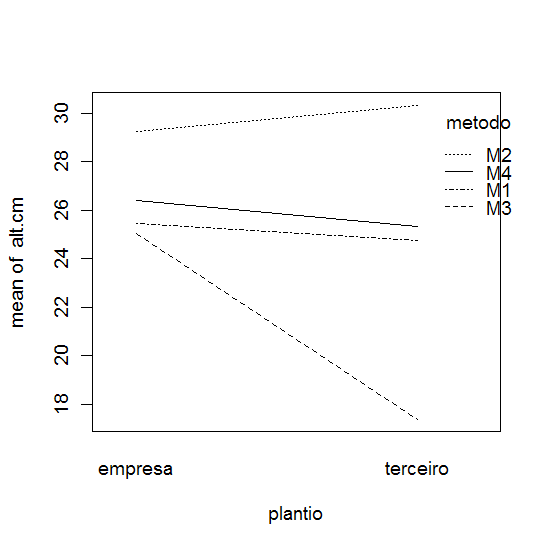 mean of alt.cm
30
28
26
24
22
20
18
metodo
M2
M4
M1
M3
empresa terceiro
plantio